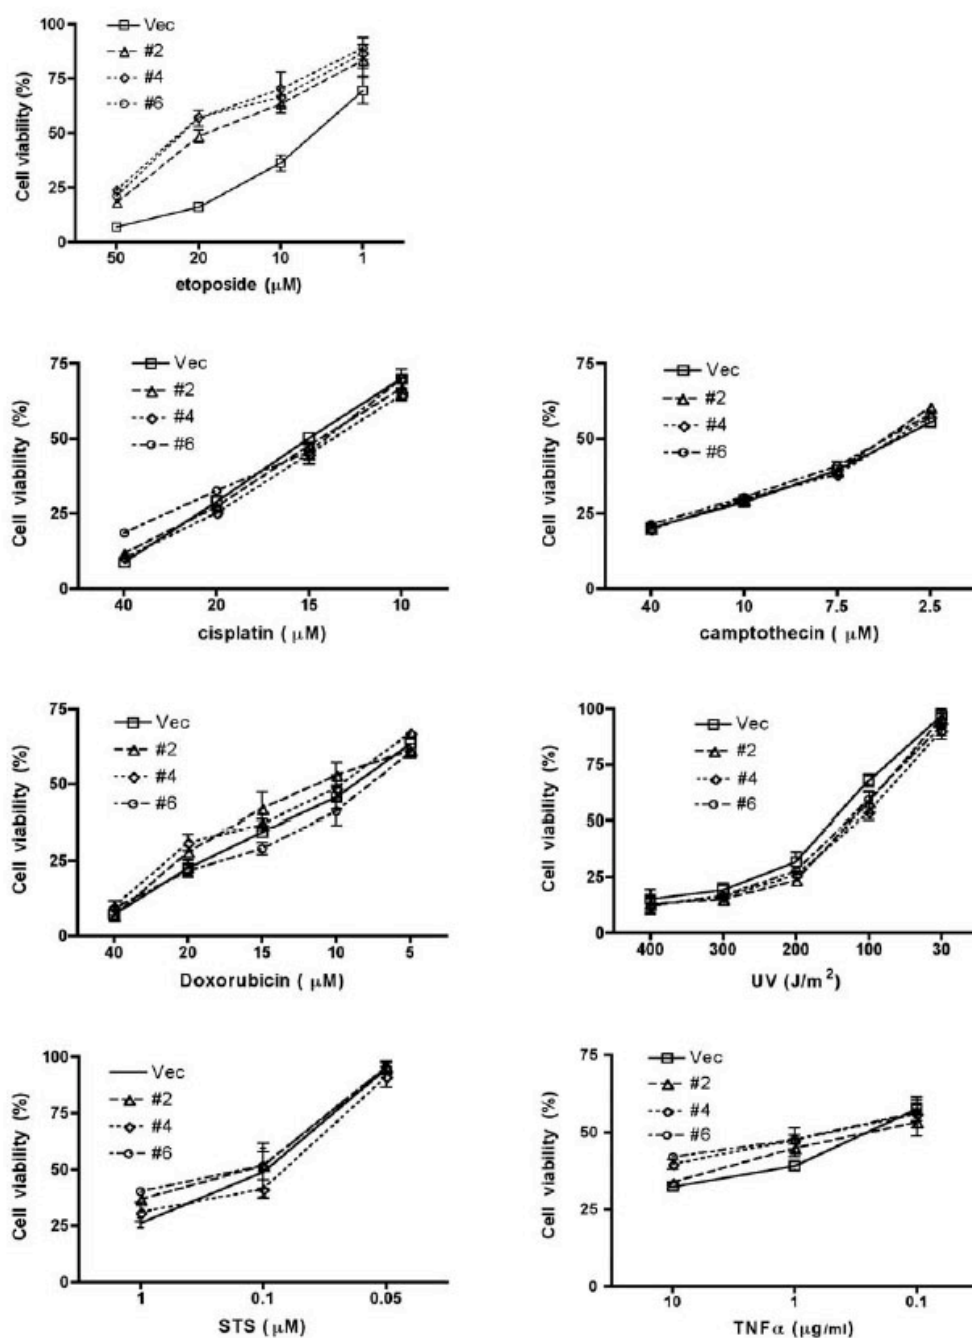 100
75
50
25
0
Cell viability (%)
Vec
#2
#4
#6
50 20 10 1
etoposide (μM)
75
50
25
0
Cell viability (%)
Vec
#2
#4
#6
40 20 15 10
cisplatin ( μM)
75
50
25
0
Cell viability (%)
Vec
#2
#4
#6
40 10 7.5 2.5
camptothecin ( μM)
75
50
25
0
Cell viability (%)
Vec
#2
#4
#6
40 20 15 10 5
Doxorubicin ( μM)
100
75
50
25
0
Cell viability (%)
Vec
#2
#4
#6
400 300 200 100 30
UV (J/m²)
100
75
50
25
0
Cell viability (%)
Vec
#2
#4
#6
1 0.1 0.05
STS (μM)
75
50
25
0
Cell viability (%)
Vec
#2
#4
#6
10 1 0.1
TNFα (μg/ml)